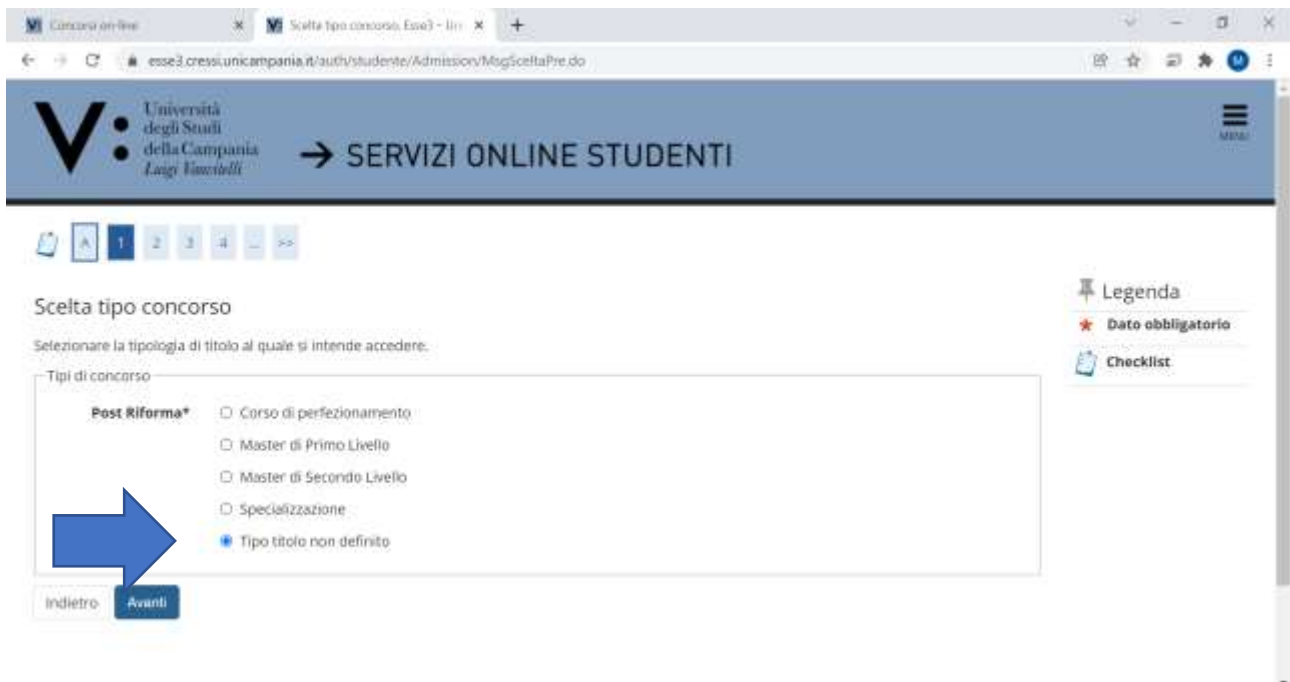 Concorsi on-line
Scelta tipo concorso, Esse3 - Uni
esse3.cressi.unicampania.it/auth/studente/Admission/MsgSceltaPre.do
M
Università
degli Studi
della Campania
Luigi Vanvitelli
→ SERVIZI ONLINE STUDENTI
MENU
A 1 2 3 4 ... >>
Scelta tipo concorso
Selezionare la tipologia di titolo al quale si intende accedere.
Tipi di concorso
Post Riforma*
Corso di perfezionamento
Master di Primo Livello
Master di Secondo Livello
Specializzazione
Tipo titolo non definito
Indietro
Avanti
Legenda
Dato obbligatorio
Checklist